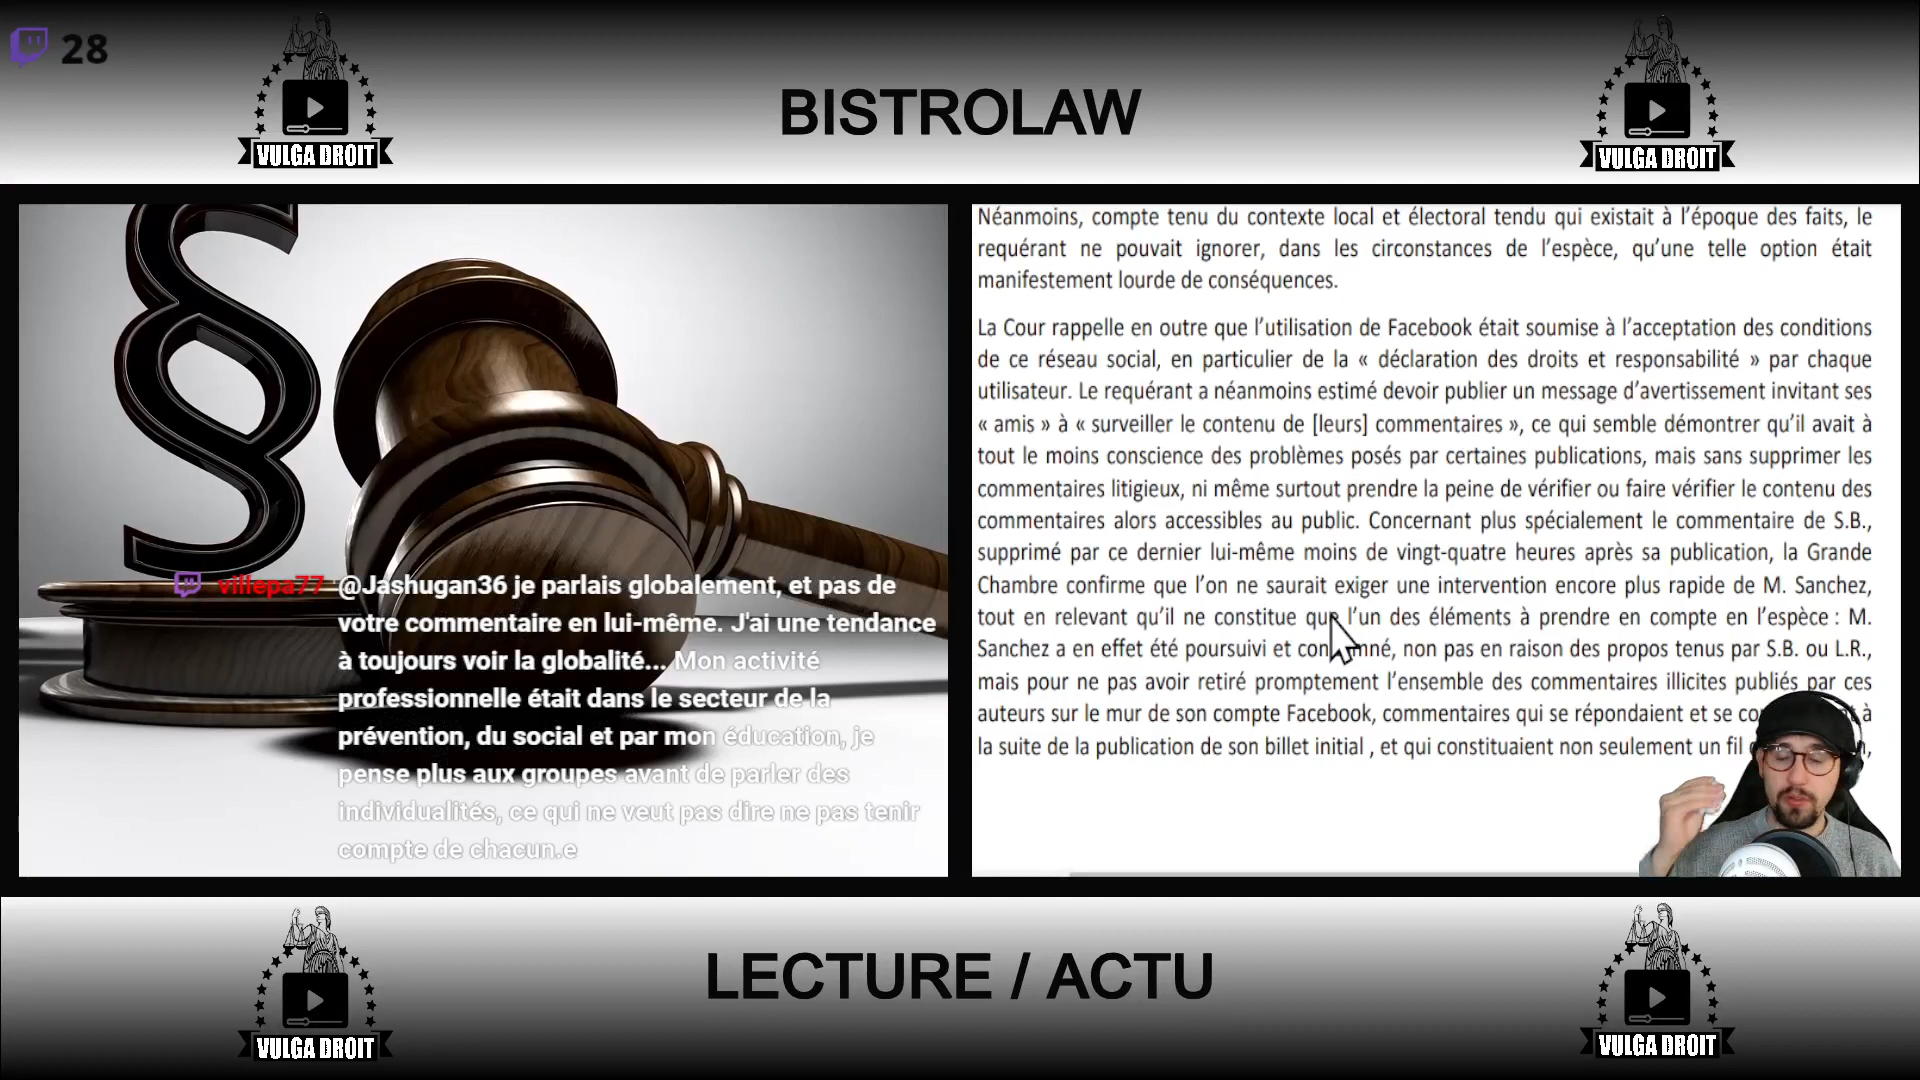 28
BISTROLAW
VULGA DROIT
VULGA DROIT
Néanmoins, compte tenu du contexte local et électoral tendu qui existait à l’époque des faits, le
requérant ne pouvait ignorer, dans les circonstances de l’espèce, qu’une telle option était
manifestement lourde de conséquences.
La Cour rappelle en outre que l’utilisation de Facebook était soumise à l’acceptation des conditions
de ce réseau social, en particulier de la « déclaration des droits et responsabilité » par chaque
utilisateur. Le requérant a néanmoins estimé devoir publier un message d’avertissement invitant ses
« amis » à « surveiller le contenu de [leurs] commentaires », ce qui semble démontrer qu’il avait à
tout le moins conscience des problèmes posés par certaines publications, mais sans supprimer les
commentaires litigieux, ni même surtout prendre la peine de vérifier ou faire vérifier le contenu des
commentaires alors accessibles au public. Concernant plus spécialement le commentaire de S.B.,
supprimé par ce dernier lui-même moins de vingt-quatre heures après sa publication, la Grande
Chambre confirme que l’on ne saurait exiger une intervention encore plus rapide de M. Sanchez,
tout en relevant qu’il ne constitue que l’un des éléments à prendre en compte en l’espèce : M.
Sanchez a en effet été poursuivi et mné, non pas en raison des propos tenus par S.B. ou L.R.,
mais pour ne pas avoir retiré promptement l’ensemble des commentaires illicites publiés par ces
auteurs sur le mur de son compte Facebook, commentaires qui se répondaient et se à
la suite de la publication de son billet initial , et qui constituaient non seulement un fil
villepa77 @Jashugan36 je parlais globalement, et pas de
votre commentaire en lui-même. J'ai une tendance
à toujours voir la globalité... Mon activité
professionnelle était dans le secteur de la
prévention, du social et par mon éducation, je
pense plus aux groupes avant de parler des
individualités, ce qui ne veut pas dire ne pas tenir
compte de chacun.e
LECTURE / ACTU
VULGA DROIT
VULGA DROIT